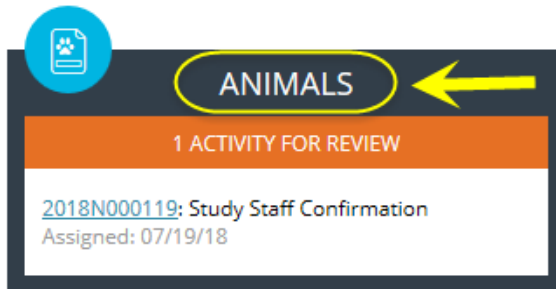 ANIMALS
1 ACTIVITY FOR REVIEW
2018N000119: Study Staff Confirmation
Assigned: 07/19/18